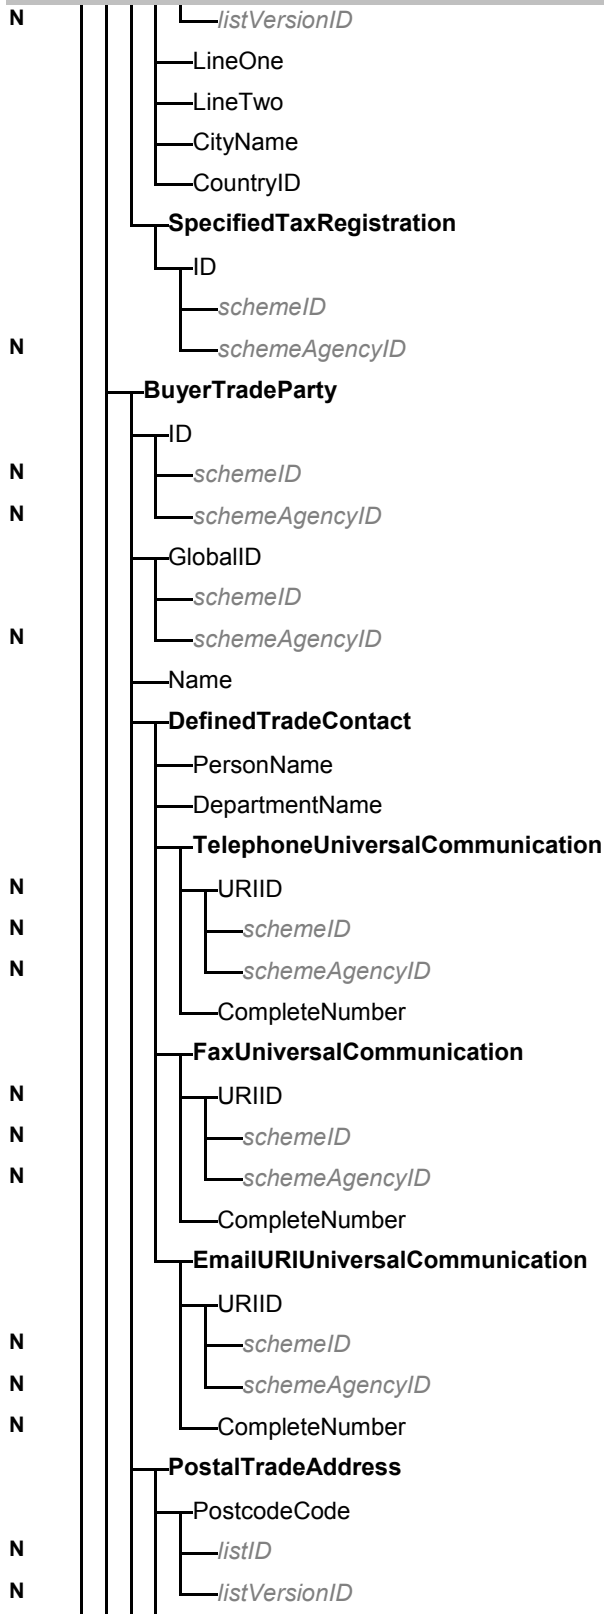 N listVersionID
LineOne
LineTwo
CityName
CountryID
SpecifiedTaxRegistration
ID
schemeID
N schemeAgencyID
BuyerTradeParty
ID
N schemeID
N schemeAgencyID
GlobalID
schemeID
N schemeAgencyID
Name
DefinedTradeContact
PersonName
DepartmentName
TelephoneUniversalCommunication
N URIID
N schemeID
N schemeAgencyID
CompleteNumber
FaxUniversalCommunication
N URIID
N schemeID
N schemeAgencyID
CompleteNumber
EmailURIUniversalCommunication
URIID
N schemeID
N schemeAgencyID
N CompleteNumber
PostalTradeAddress
PostcodeCode
N listID
N listVersionID